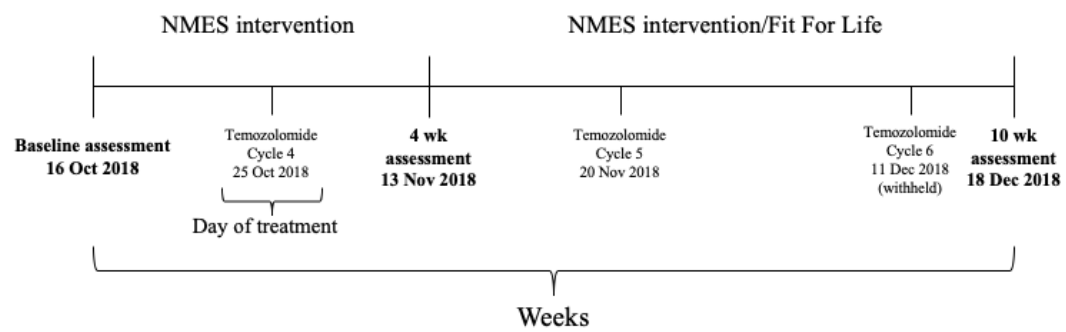 NMES intervention
NMES intervention/Fit For Life
Baseline assessment
16 Oct 2018
Temozolomide
Cycle 4
25 Oct 2018
Day of treatment
4 wk
assessment
13 Nov 2018
Temozolomide
Cycle 5
20 Nov 2018
Temozolomide
Cycle 6
11 Dec 2018
(withheld)
10 wk
assessment
18 Dec 2018
Weeks